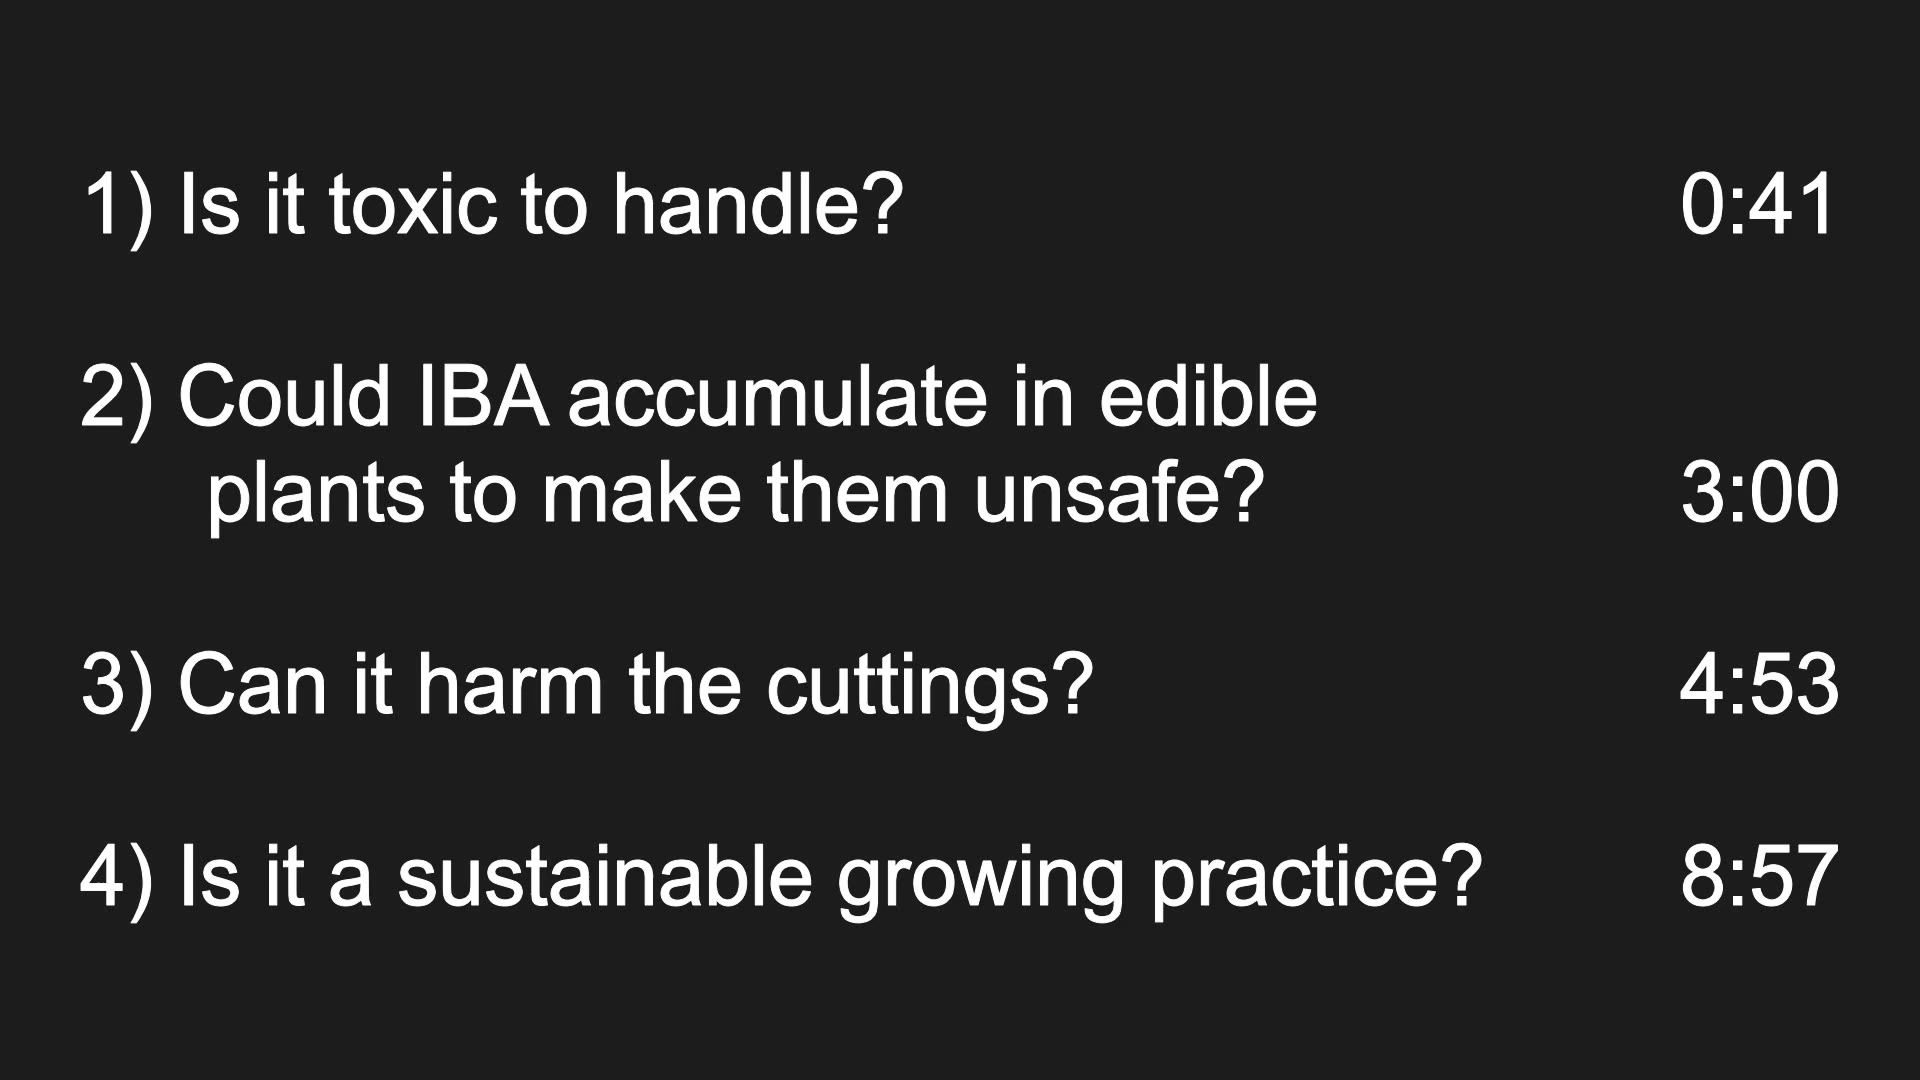 1) Is it toxic to handle? 0:41
2) Could IBA accumulate in edible
plants to make them unsafe? 3:00
3) Can it harm the cuttings? 4:53
4) Is it a sustainable growing practice? 8:57